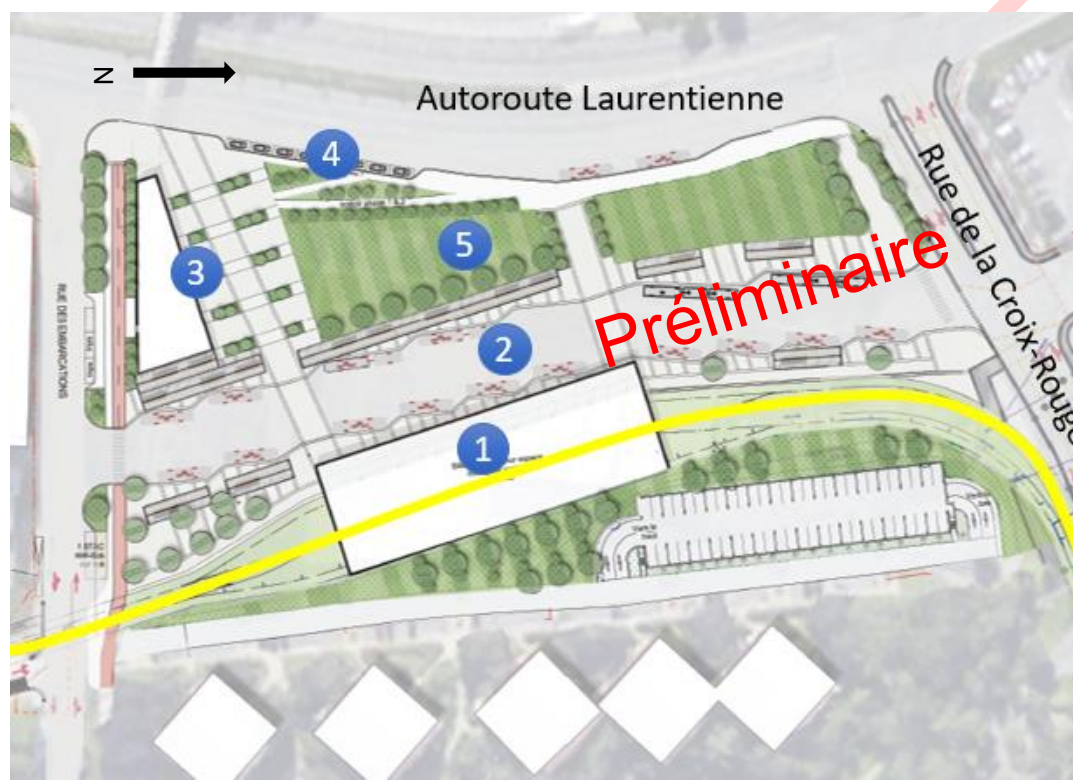 N
Autoroute Laurentienne
4
Rue de la Croix-Rouge
5
3
Préliminaire
RUE DES EMBARCATIONS
2
1